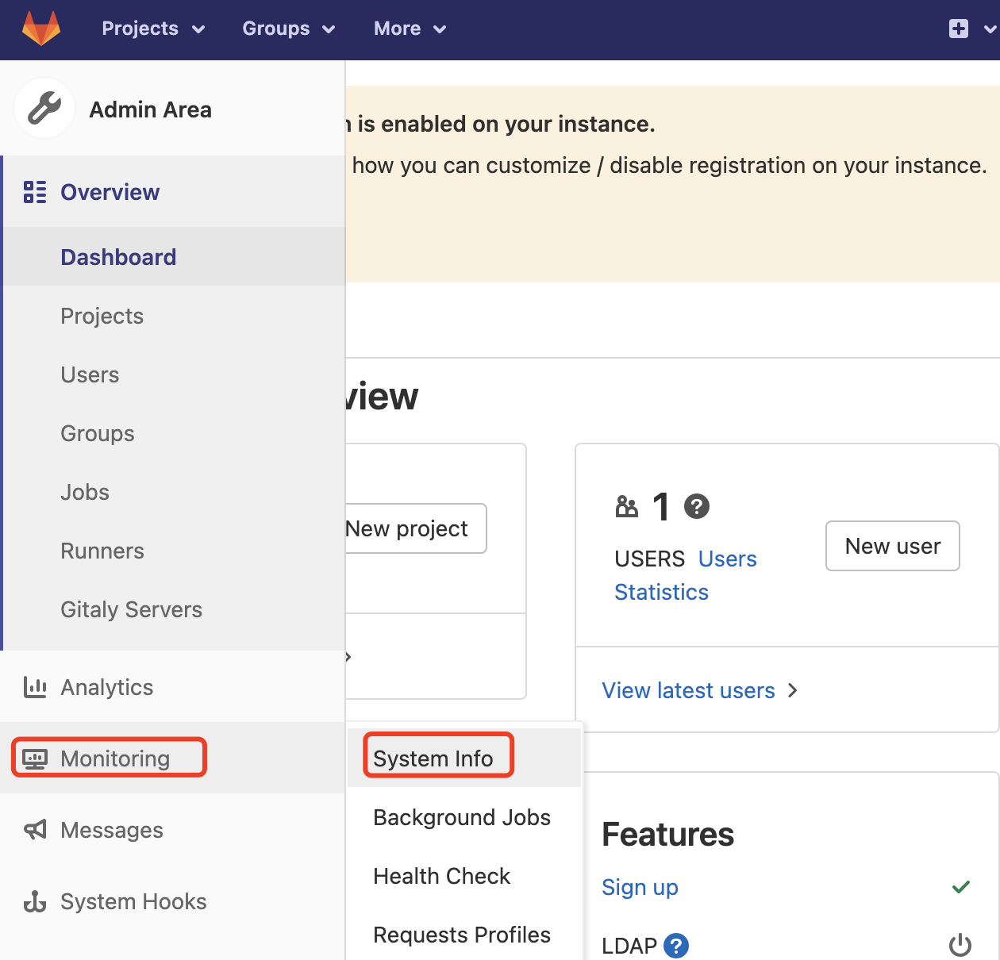 Projects Groups More
Admin Area
Overview
Dashboard
Projects
Users
Groups
Jobs
Runners
Gitaly Servers
Analytics
Monitoring
Messages
System Hooks
System Info
Background Jobs
Health Check
Requests Profiles
is enabled on your instance.
how you can customize / disable registration on your instance.
view
New project
1
USERS Users
Statistics
New user
View latest users
Features
Sign up
LDAP